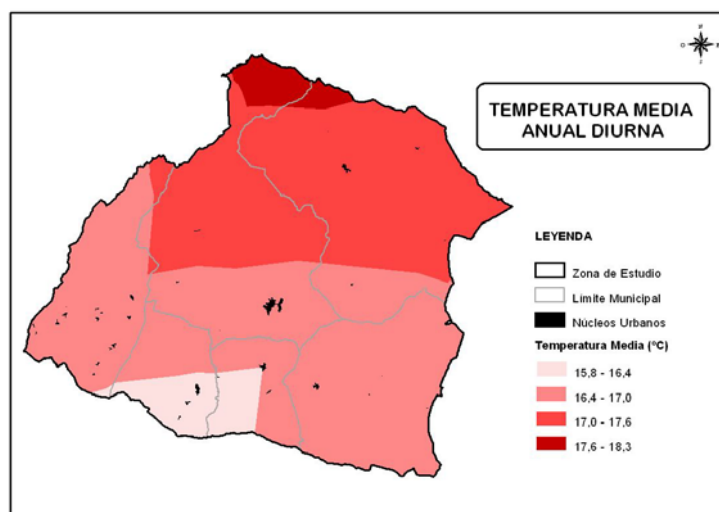 N
O E
S
TEMPERATURA MEDIA
ANUAL DIURNA
LEYENDA
Zona de Estudio
Limite Municipal
Núcleos Urbanos
Temperatura Media (ºC)
15,8 - 16,4
16,4 - 17,0
17,0 - 17,6
17,6 - 18,3